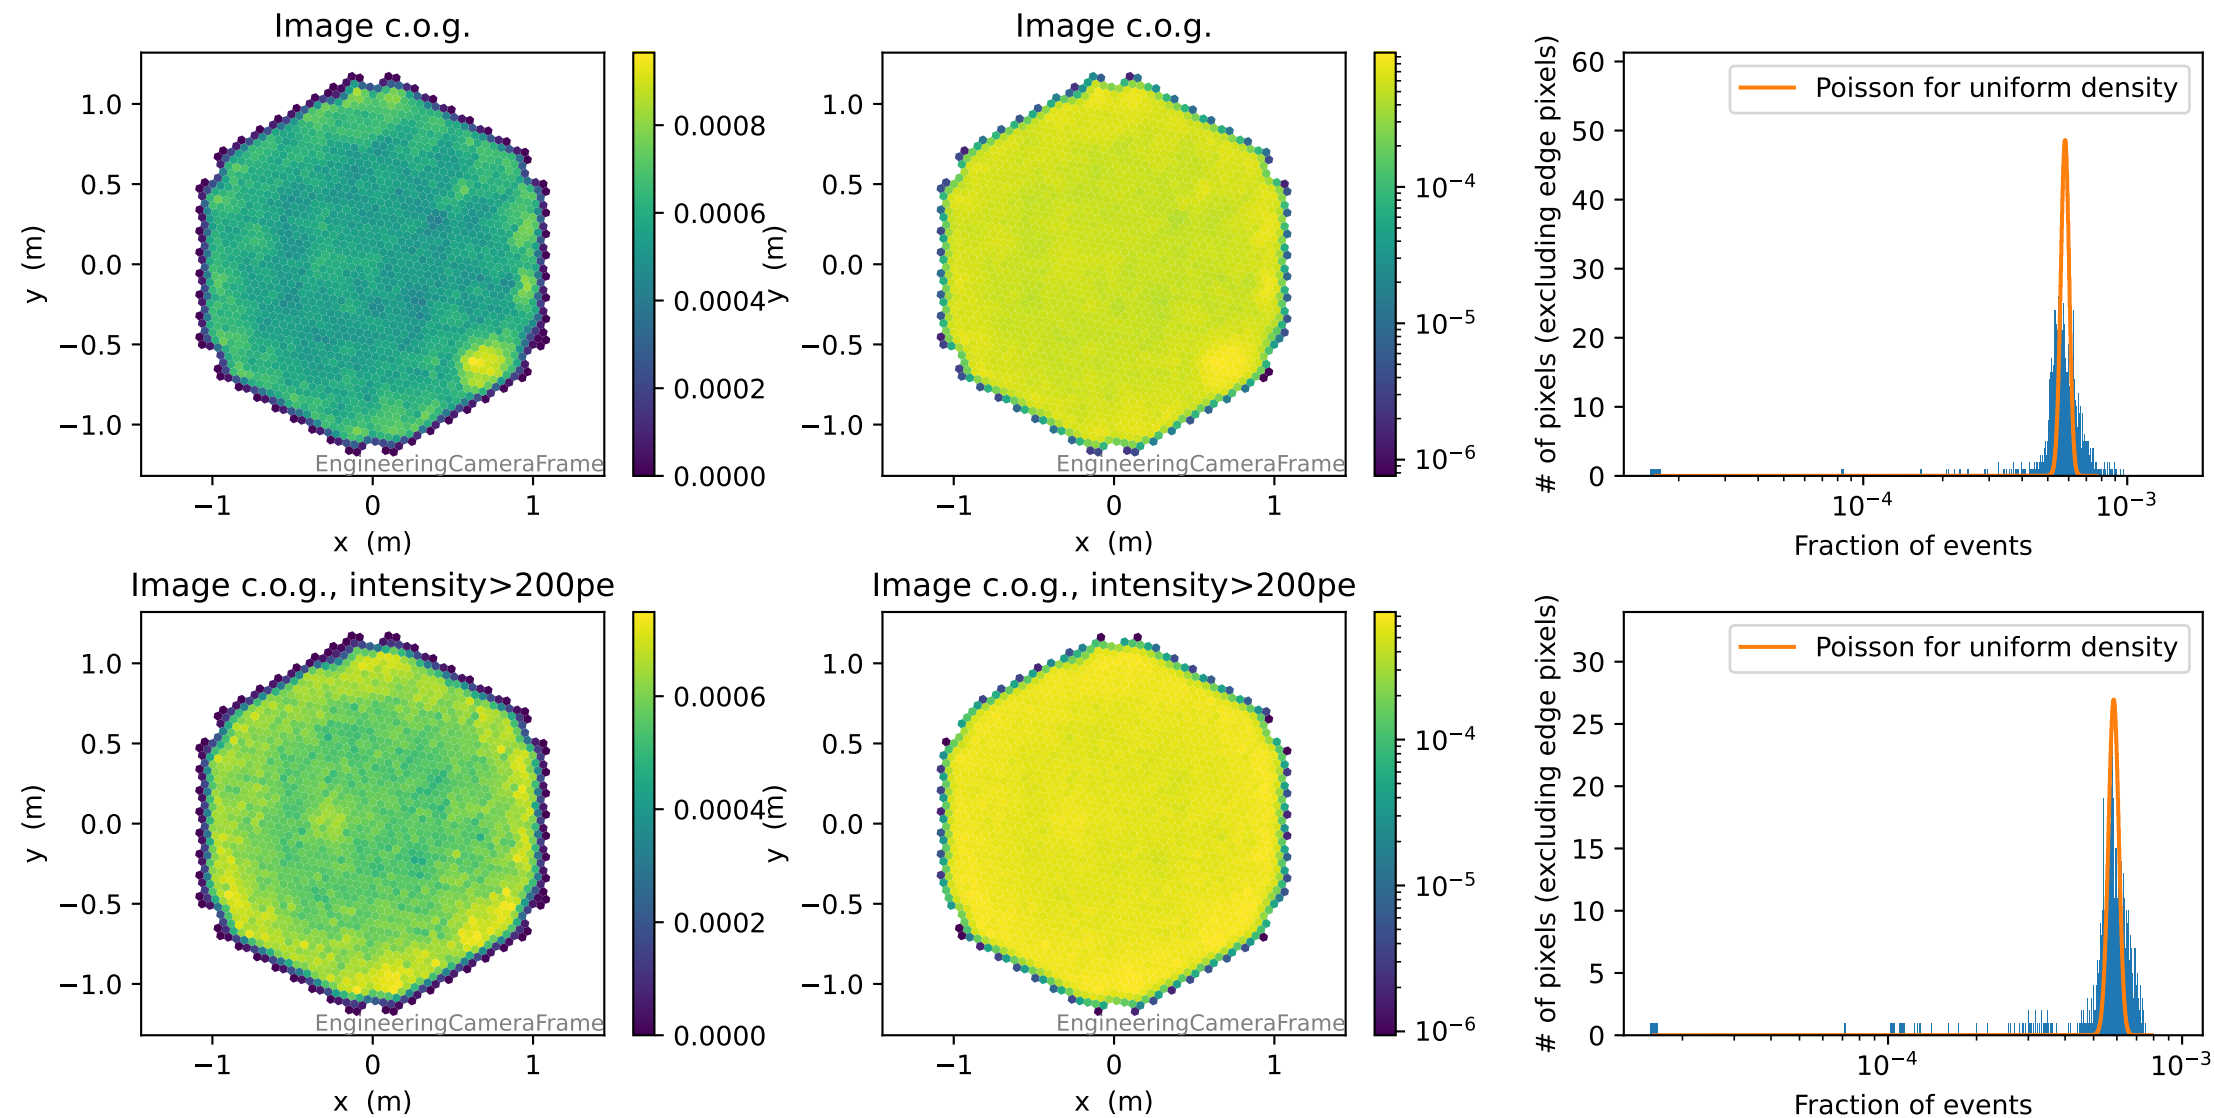 Image c.o.g.
1.0
0.5
0.0
−0.5
−1.0
y (m)
−1 0 1
x (m)
EngineeringCameraFrame
0.0008
0.0006
0.0004
0.0002
0.0000
Image c.o.g.
1.0
0.5
0.0
−0.5
−1.0
y (m)
−1 0 1
x (m)
EngineeringCameraFrame
10⁻⁴
10⁻⁵
10⁻⁶
Poisson for uniform density
60
50
40
30
20
10
0
# of pixels (excluding edge pixels)
10⁻⁴ 10⁻³
Fraction of events
Image c.o.g., intensity>200pe
1.0
0.5
0.0
−0.5
−1.0
y (m)
−1 0 1
x (m)
EngineeringCameraFrame
0.0006
0.0004
0.0002
0.0000
Image c.o.g., intensity>200pe
1.0
0.5
0.0
−0.5
−1.0
y (m)
−1 0 1
x (m)
EngineeringCameraFrame
10⁻⁴
10⁻⁵
10⁻⁶
Poisson for uniform density
30
25
20
15
10
5
0
# of pixels (excluding edge pixels)
10⁻⁴ 10⁻³
Fraction of events